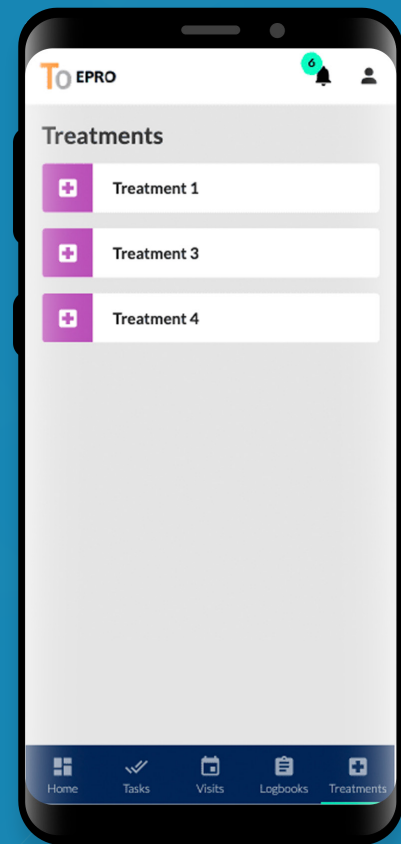 TO EPRO
6
Treatments
Treatment 1
Treatment 3
Treatment 4
Home Tasks Visits Logbooks Treatments